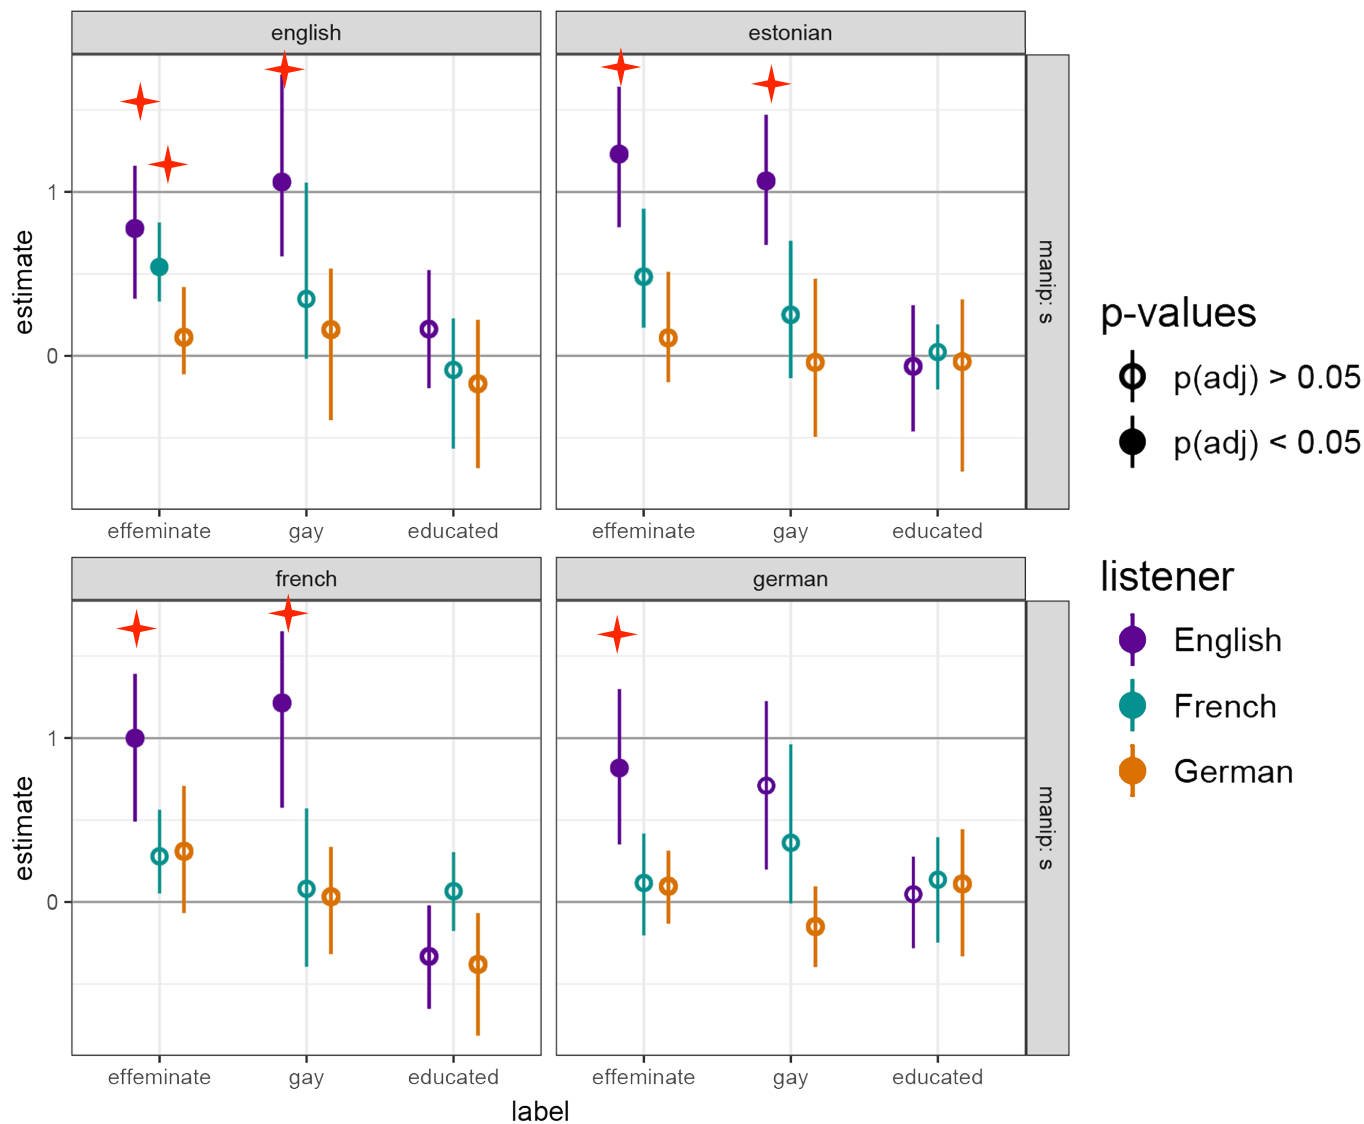 english
estonian
1
0
estimate
manip: s
effeminate gay educated
effeminate gay educated
french
german
1
0
estimate
manip: s
effeminate gay educated
effeminate gay educated
label
p-values
p(adj) > 0.05
p(adj) < 0.05
listener
English
French
German